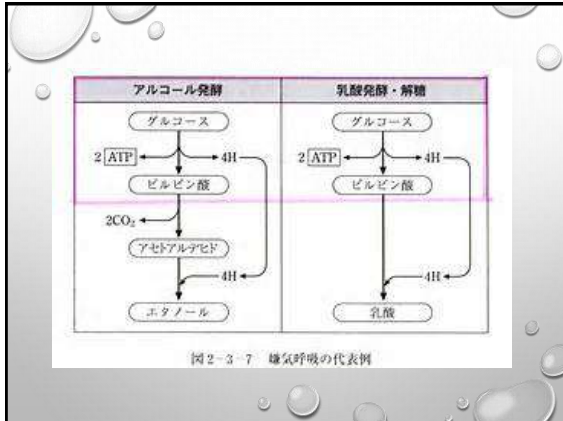 アルコール発酵
乳酸発酵・解糖
グルコース
グルコース
2 ATP
4H
2 ATP
4H
ピルビン酸
ピルビン酸
2CO₂
アセトアルデヒド
4H
4H
エタノール
乳酸
図2-3-7 嫌気呼吸の代表例